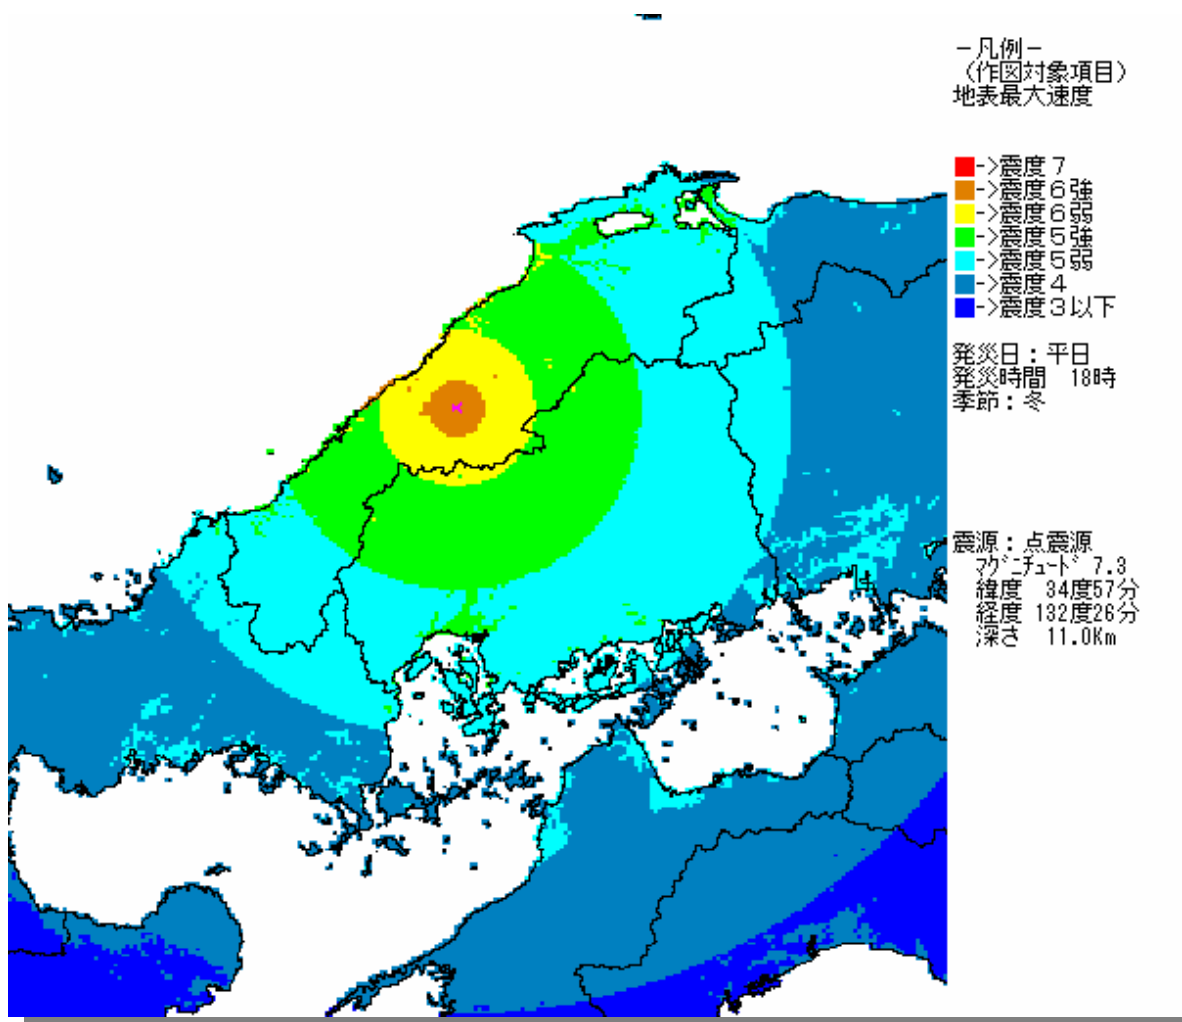 －凡例－
（作図対象項目）
地表最大速度
->震度７
->震度６強
->震度６弱
->震度５強
->震度５弱
->震度４
->震度３以下
発災日：平日
発災時間　18時
季節：冬
震源：点震源
ﾏｸﾞﾆﾁｭｰﾄﾞ 7.3
緯度　34度57分
経度 132度26分
深さ　11.0Km